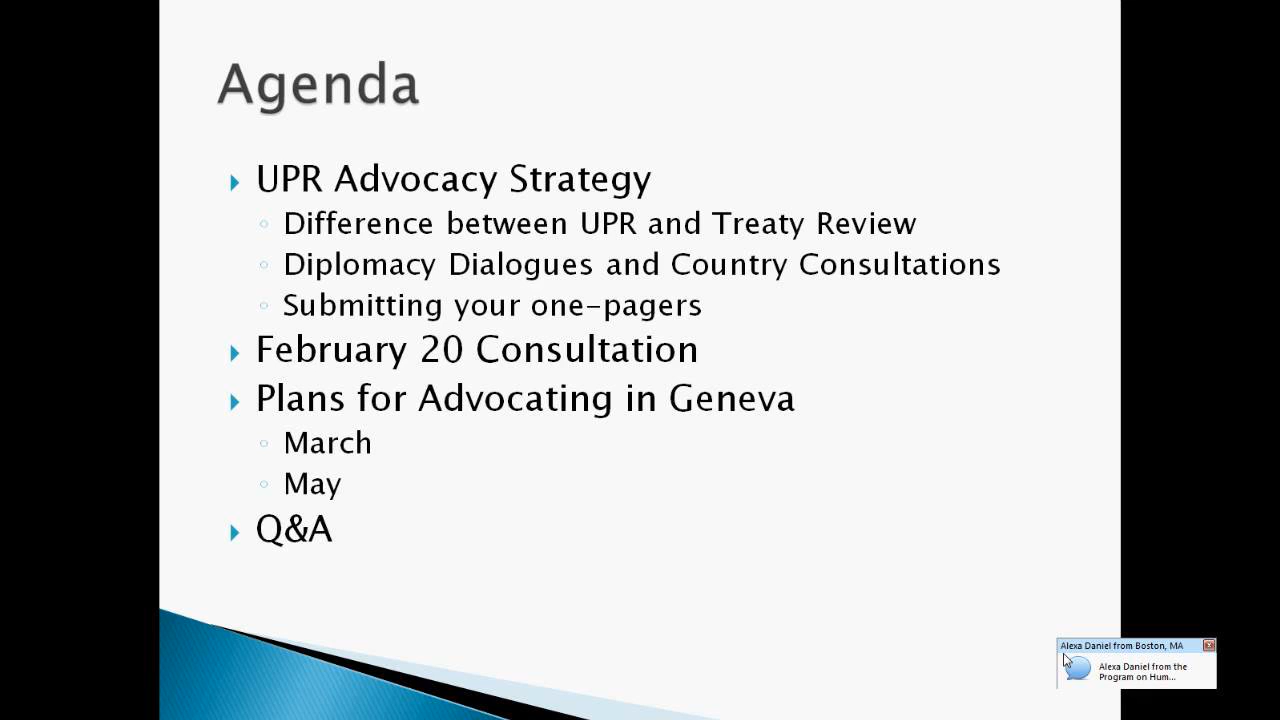 Agenda
UPR Advocacy Strategy
Difference between UPR and Treaty Review
Diplomacy Dialogues and Country Consultations
Submitting your one-pagers
February 20 Consultation
Plans for Advocating in Geneva
March
May
Q&A
Alexa Daniel from Boston, MA
Alexa Daniel from the
Program on Hum...